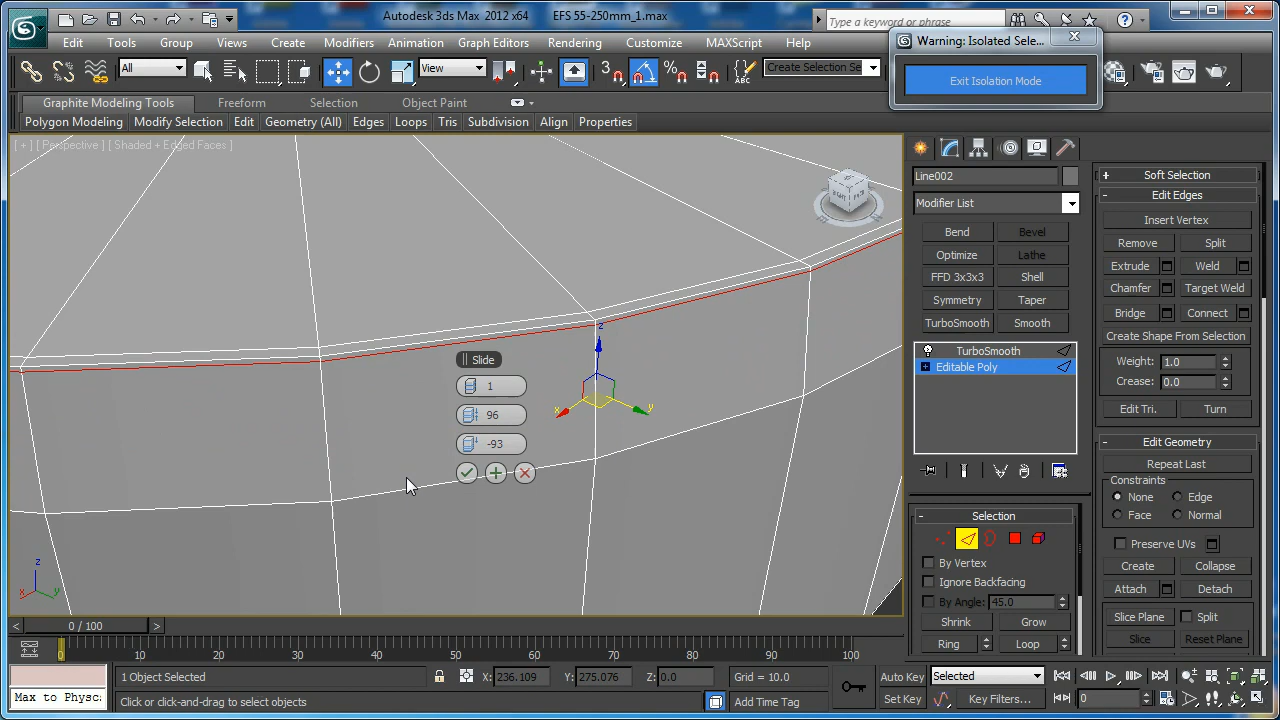 Autodesk 3ds Max 2012 x64 EFS 55-250mm_1.max
Type a keyword or phrase
Edit Tools Group Views Create Modifiers Animation Graph Editors Rendering Customize MAXScript Help
Warning: Isolated Sele...
Exit Isolation Mode
All
View
3
Create Selection Se
Graphite Modeling Tools Freeform Selection Object Paint
Polygon Modeling Modify Selection Edit Geometry (All) Edges Loops Tris Subdivision Align Properties
[ + ] [ Perspective ] [ Shaded + Edged Faces ]
Line002
Modifier List
Bend Bevel
Optimize Lathe
FFD 3x3x3 Shell
Symmetry Taper
TurboSmooth Smooth
TurboSmooth
Editable Poly
Selection
By Vertex
Ignore Backfacing
By Angle: 45.0
Shrink Grow
Ring Loop
+ Soft Selection
- Edit Edges
Insert Vertex
Remove Split
Extrude Weld
Chamfer Target Weld
Bridge Connect
Create Shape From Selection
Weight: 1.0
Crease: 0.0
Edit Tri. Turn
- Edit Geometry
Repeat Last
Constraints
None Edge
Face Normal
Preserve UVs
Create Collapse
Attach Detach
Slice Plane Split
Slice Reset Plane
Slide
1
96
-93
z
x y
z
x y
< 0 / 100 >
0 10 20 30 40 50 60 70 80 90 100
1 Object Selected X: 236.109 Y: 275.076 Z: 0.0 Grid = 10.0 Auto Key Selected
Max to Physc
Click or click-and-drag to select objects Add Time Tag Set Key Key Filters... 0